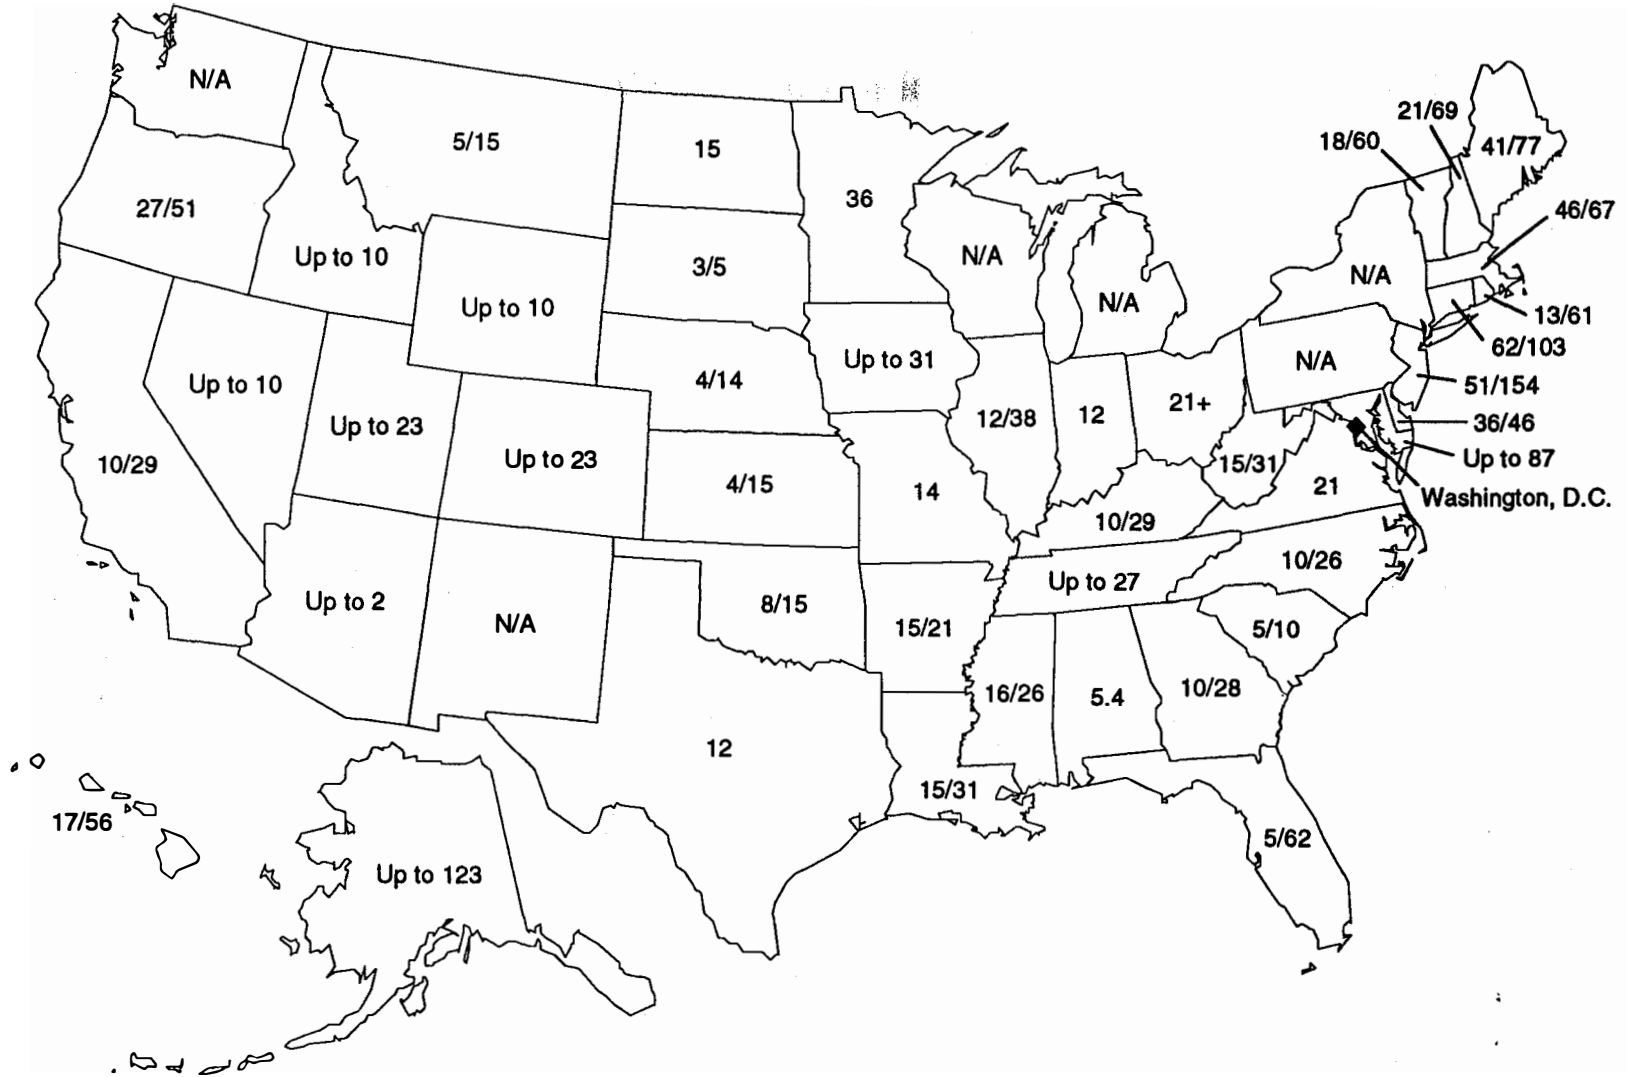 N/A
21/69
18/60
41/77
5/15
15
36
27/51
46/67
Up to 10
3/5
N/A
N/A
N/A
Up to 10
13/61
62/103
Up to 31
N/A
Up to 10
4/14
51/154
21+
12/38
12
36/46
Up to 23
Up to 23
10/29
15/31
Up to 87
4/15
14
21
Washington, D.C.
10/29
10/26
Up to 27
Up to 2
8/15
N/A
15/21
5/10
10/28
16/26
5.4
12
15/31
17/56
5/62
Up to 123